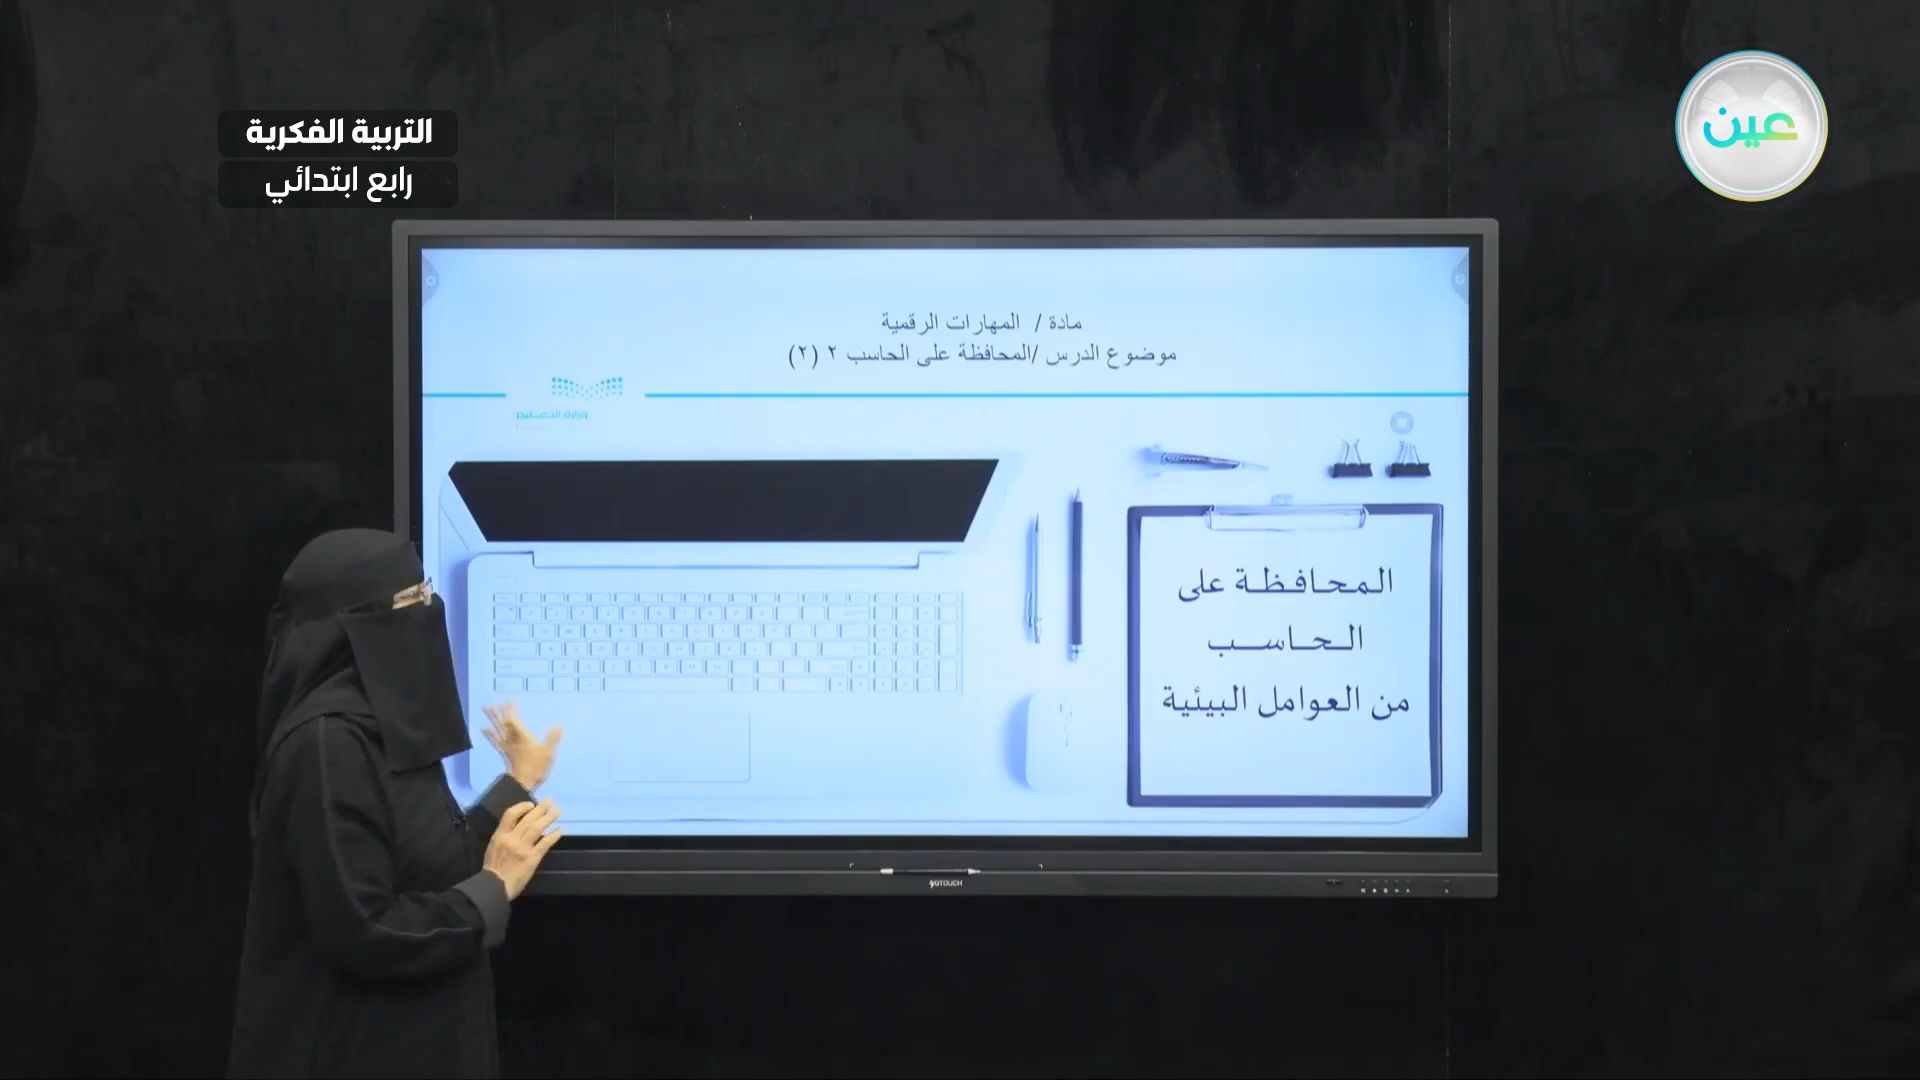 عين
التربية الفكرية
رابع ابتدائي
مادة / المهارات الرقمية
موضوع الدرس /المحافظة على الحاسب ٢ (٢)
وزارة التعليم
المحافظة على
الحاسب
من العوامل البيئية